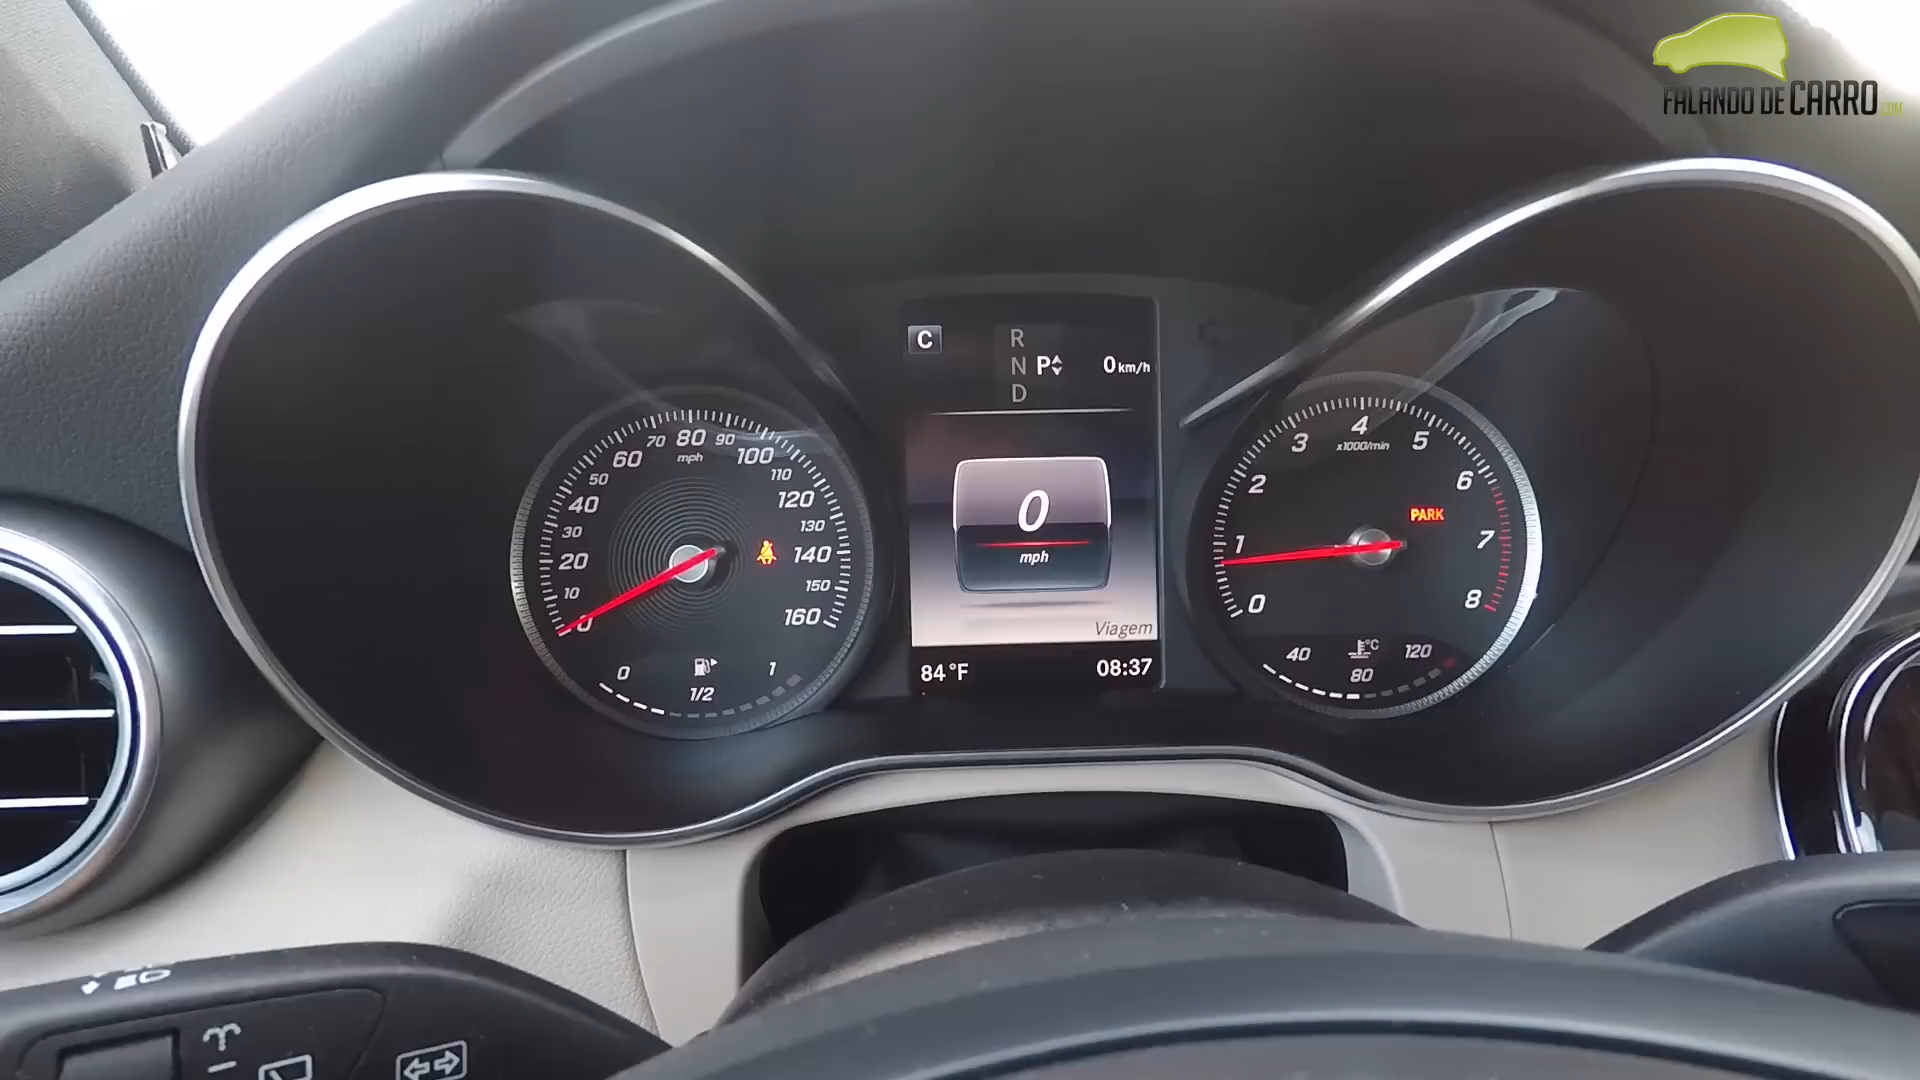 FALANDO DE CARRO.COM
C
R
N P 0 km/h
D
0 10 20 30 40 50 60 70 80 90 100 110 120 130 140 150 160
mph
0 1/2 1
0
mph
Viagem
84°F 08:37
0 1 2 3 4 5 6 7 8
x1000/min
PARK
40 80 120
°C